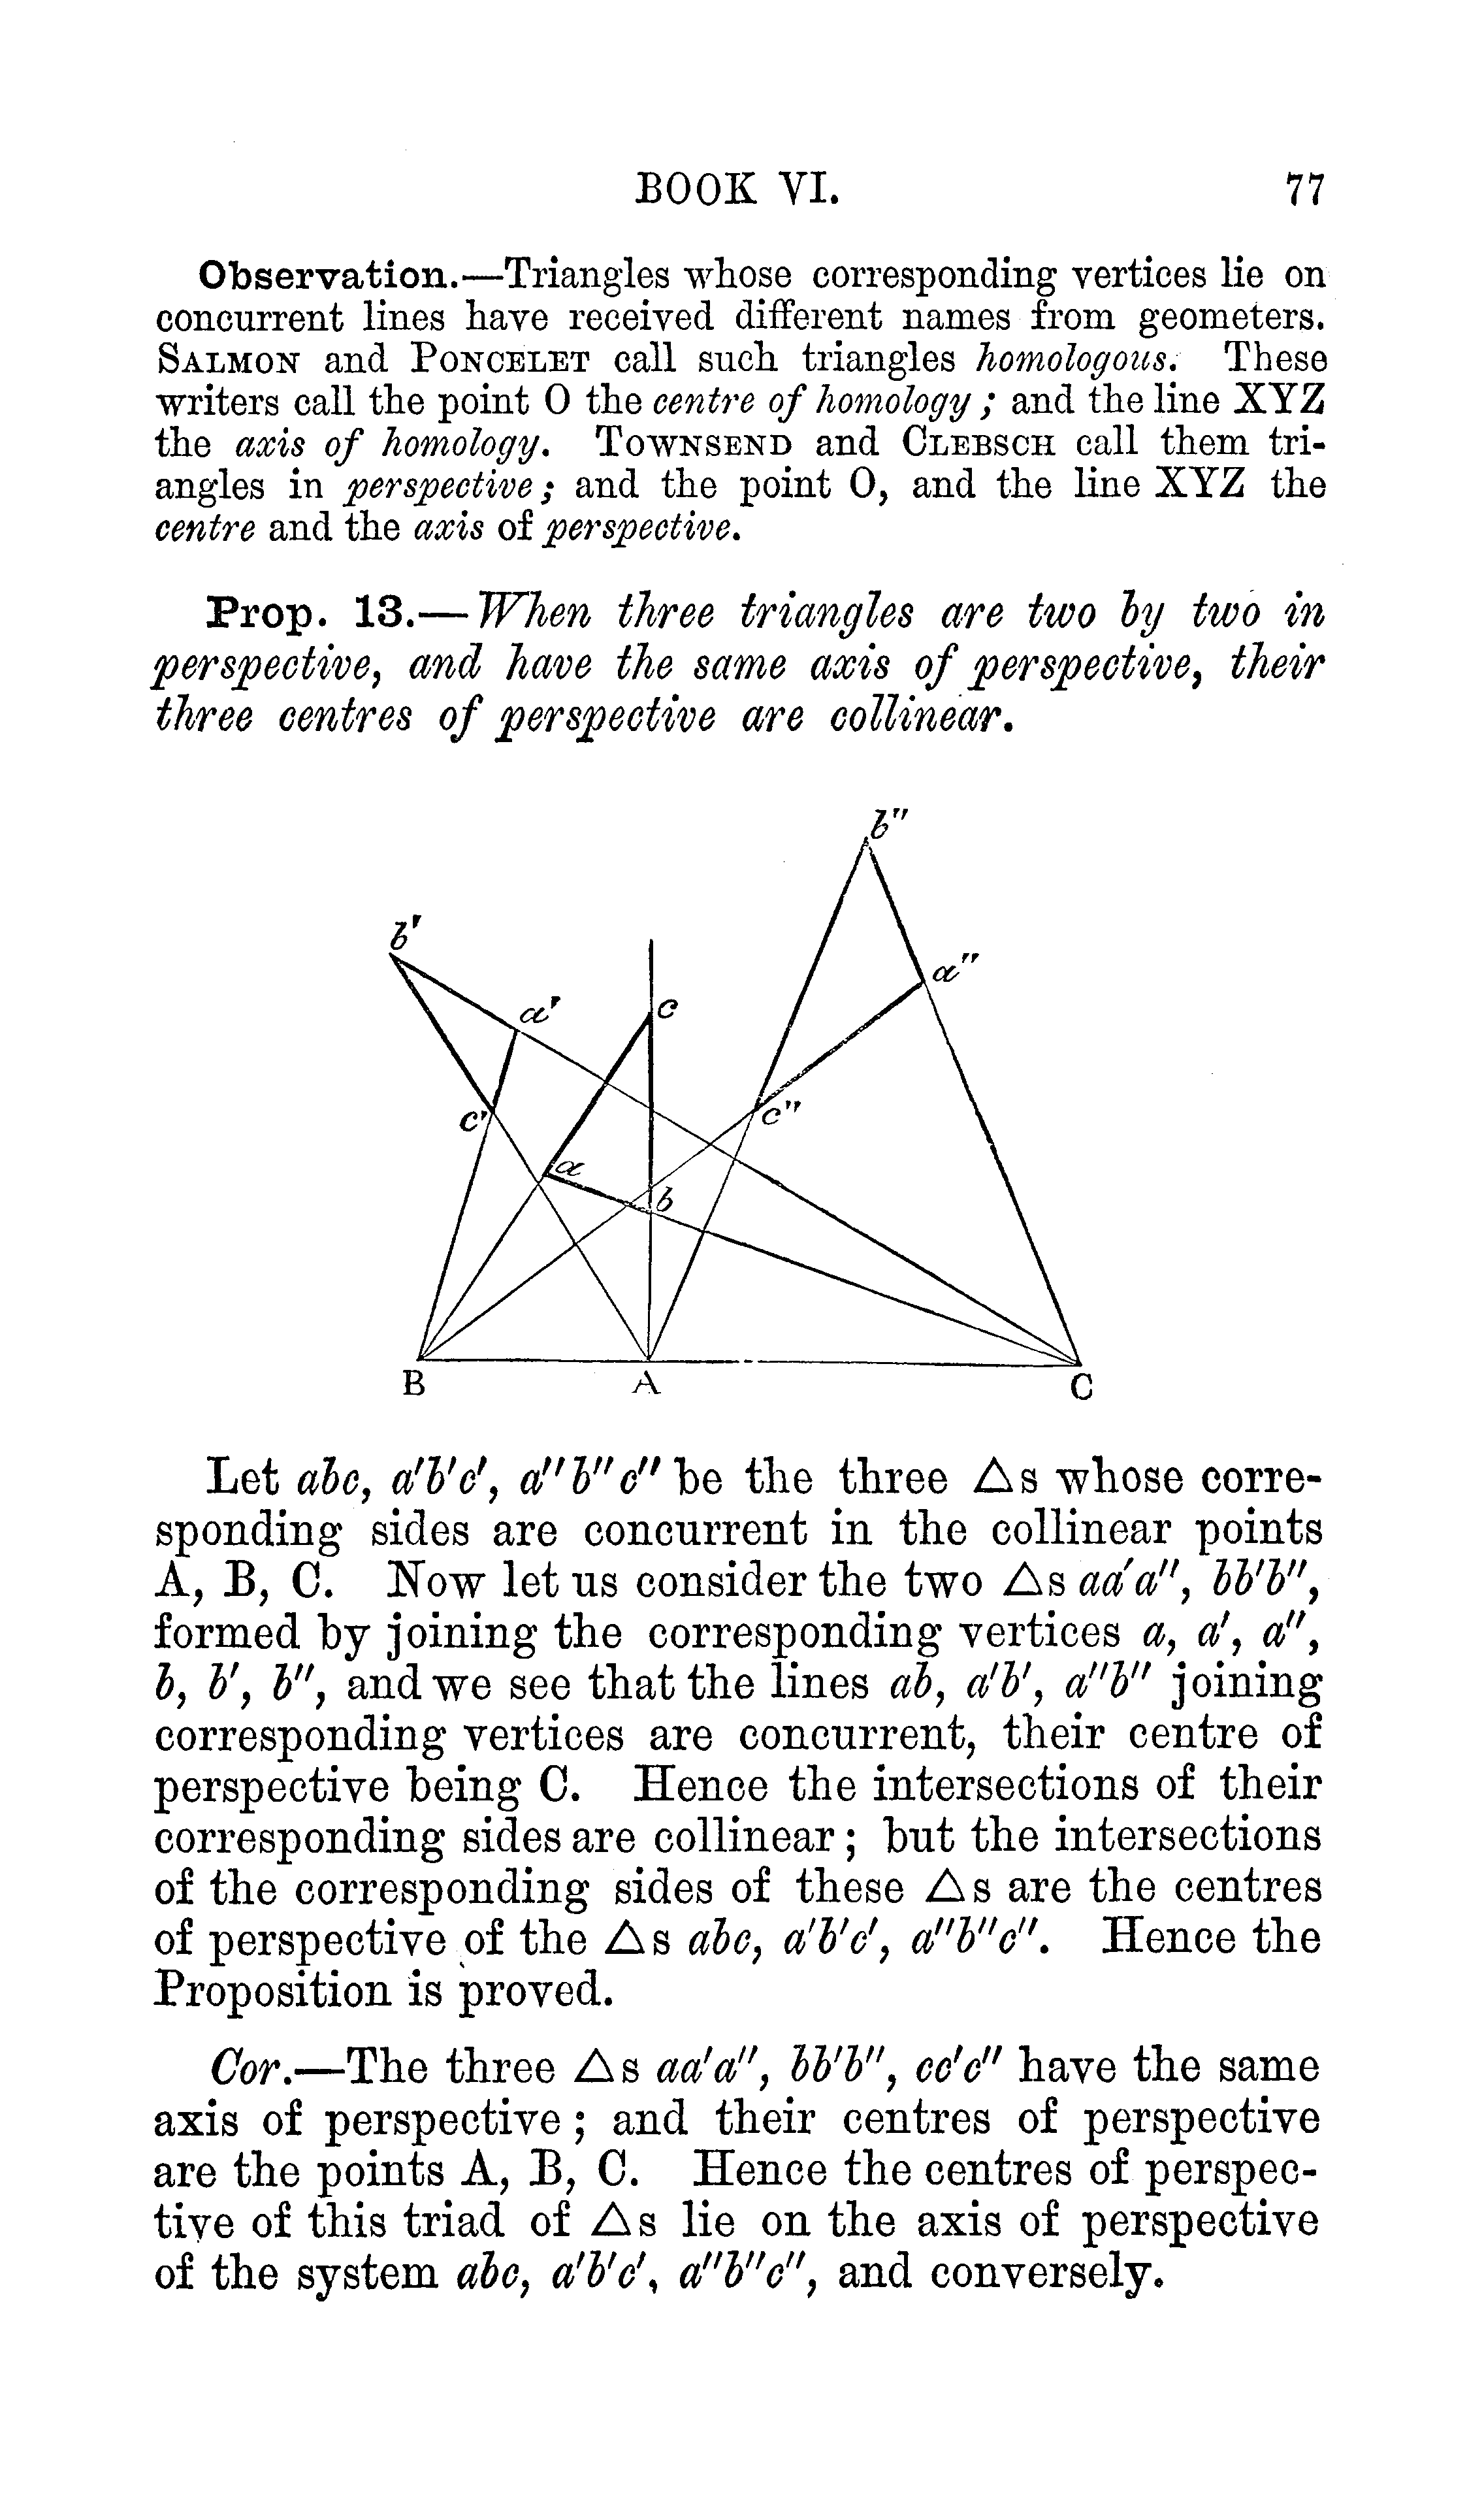 BOOK VI. 77
Observation.—Triangles whose corresponding vertices lie on
concurrent lines have received different names from geometers.
SALMON and PONCELET call such triangles homologous. These
writers call the point O the centre of homology; and the line XYZ
the axis of homology. TOWNSEND and CLEBSCH call them tri-
angles in perspective; and the point O, and the line XYZ the
centre and the axis of perspective.
Prop. 13.—When three triangles are two by two in
perspective, and have the same axis of perspective, their
three centres of perspective are collinear.
b''
b'
a''
a'
c
c'
c''
a
b
B A C
Let abc, a'b'c', a''b''c'' be the three △s whose corre-
sponding sides are concurrent in the collinear points
A, B, C. Now let us consider the two △s aa'a'', bb'b'',
formed by joining the corresponding vertices a, a', a'',
b, b', b'', and we see that the lines ab, a'b', a''b'' joining
corresponding vertices are concurrent, their centre of
perspective being C. Hence the intersections of their
corresponding sides are collinear; but the intersections
of the corresponding sides of these △s are the centres
of perspective of the △s abc, a'b'c', a''b''c''. Hence the
Proposition is proved.
Cor.—The three △s aa'a'', bb'b'', cc'c'' have the same
axis of perspective; and their centres of perspective
are the points A, B, C. Hence the centres of perspec-
tive of this triad of △s lie on the axis of perspective
of the system abc, a'b'c', a''b''c'', and conversely.